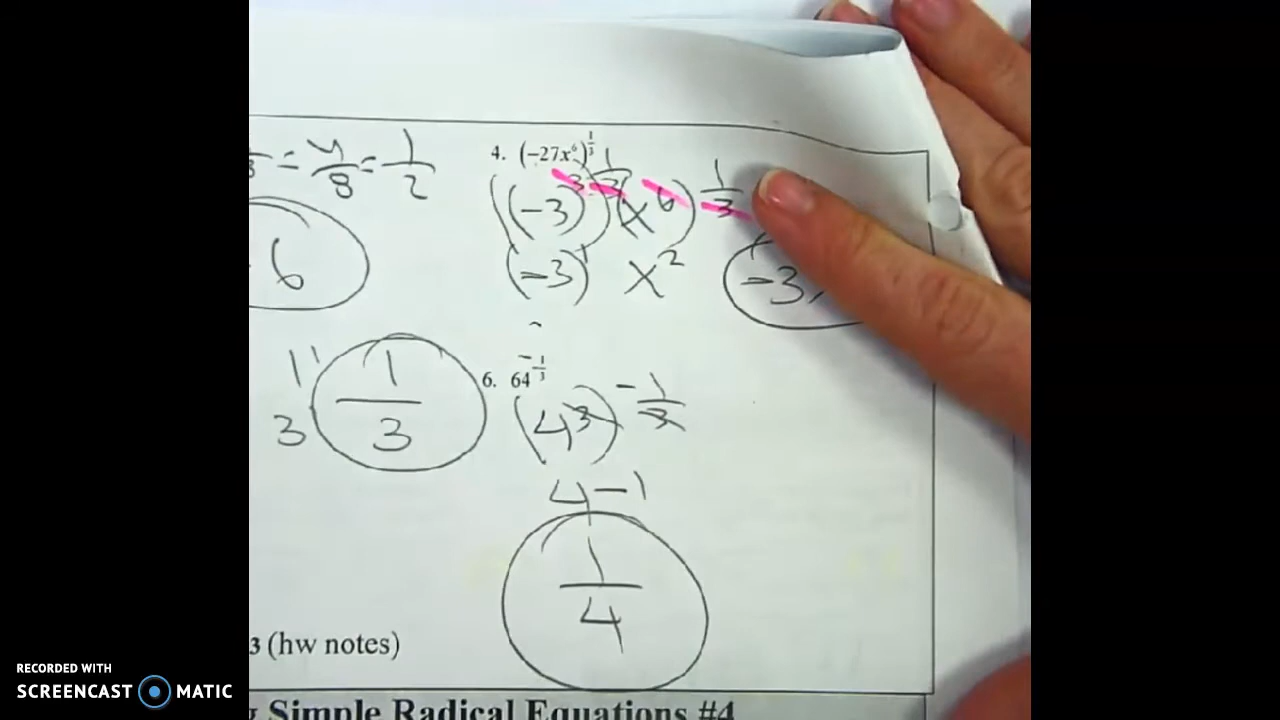 = 4/8 = 1/2
6
4. (-27x⁶)^(1/3)
((-3)³)^(1/3) (x⁶)^(1/3)
(-3)¹ x²
-3
1
3
1/3
6. 64^(-1/3)
(4³)^(-1/3)
4⁻¹
1/4
3 (hw notes)
Simple Radical Equations #4
RECORDED WITH
SCREENCAST MATIC